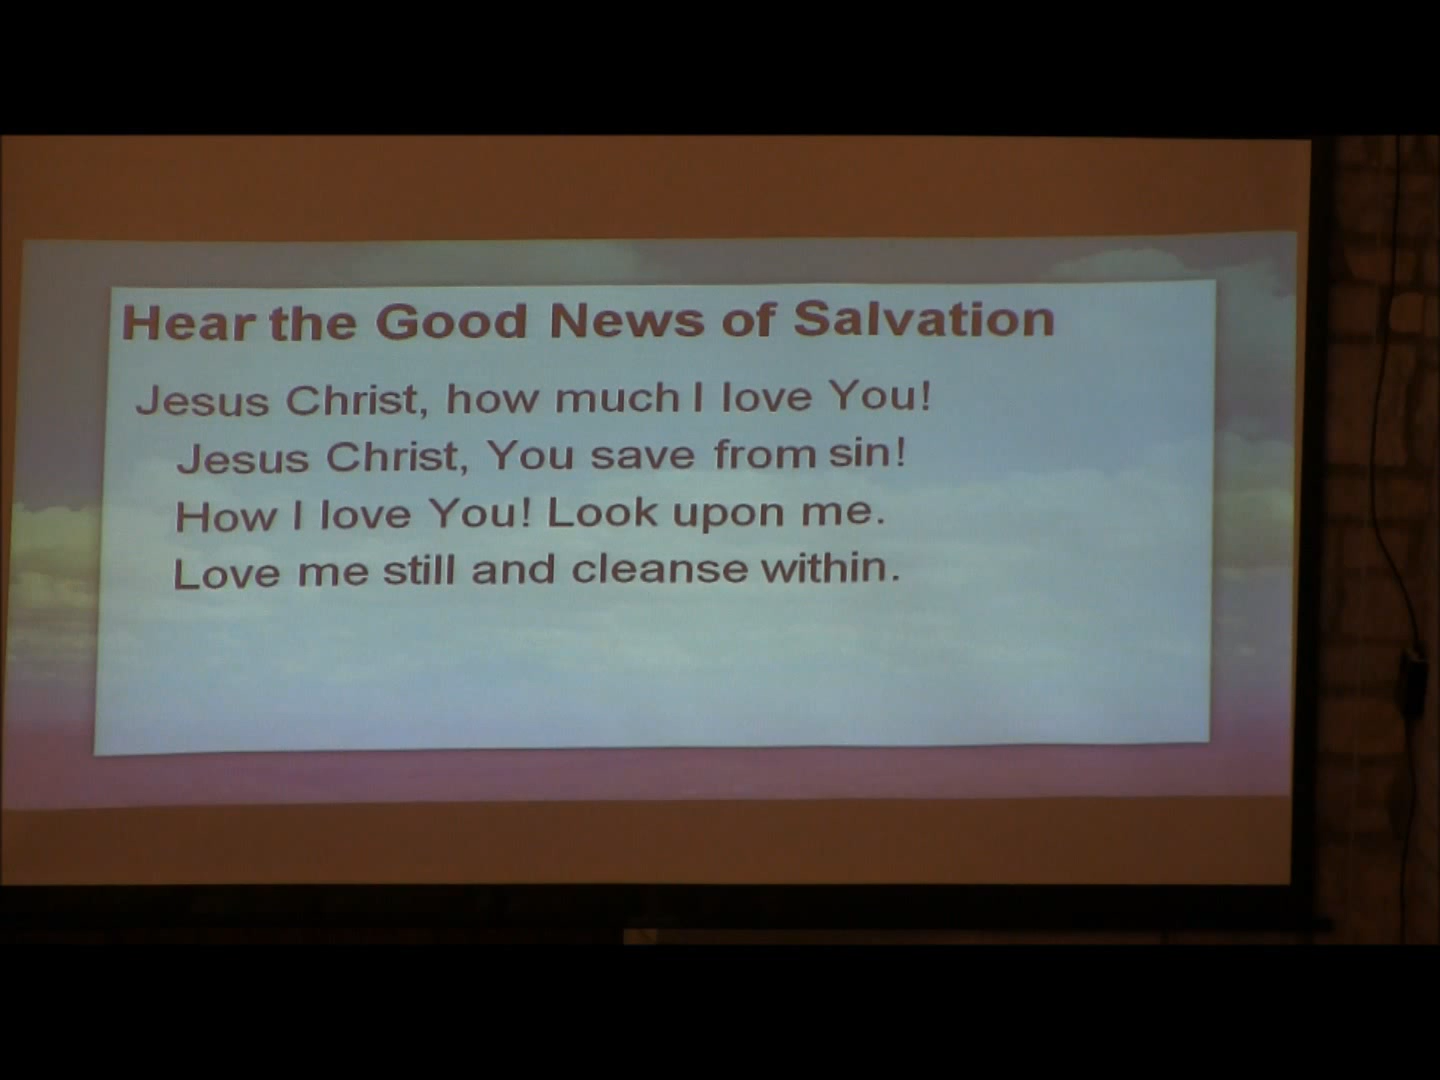 Hear the Good News of Salvation
Jesus Christ, how much I love You!
Jesus Christ, You save from sin!
How I love You! Look upon me.
Love me still and cleanse within.